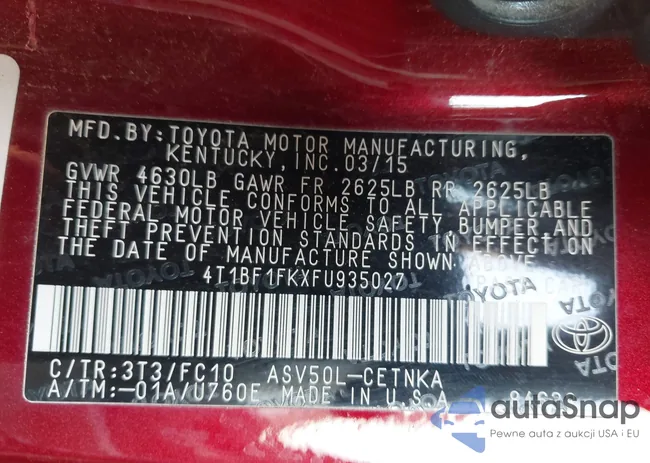 MFD. BY: TOYOTA MOTOR MANUFACTURING,
KENTUCKY, INC. 03/15
GVWR 4630LB GAWR FR 2625LB RR 2625LB
THIS VEHICLE CONFORMS TO ALL APPLICABLE
FEDERAL MOTOR VEHICLE SAFETY, BUMPER, AND
THEFT PREVENTION STANDARDS IN EFFECT ON
THE DATE OF MANUFACTURE SHOWN ABOVE.
4T1BF1FKXFU935027
TOYOTA
C/TR: 3T3/FC10 ASV50L-CETNKA
A/TM: -01A/U760E MADE IN U.S.A
autaSnap
Pewne auta z aukcji USA i EU